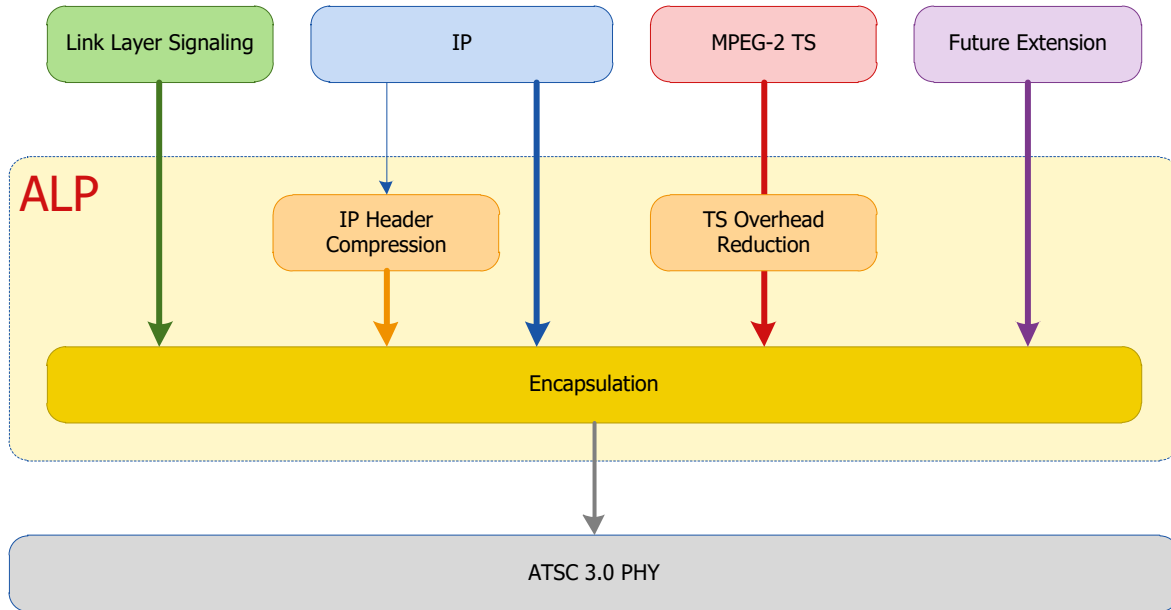 Link Layer Signaling
IP
MPEG-2 TS
Future Extension
ALP
IP Header
Compression
TS Overhead
Reduction
Encapsulation
ATSC 3.0 PHY